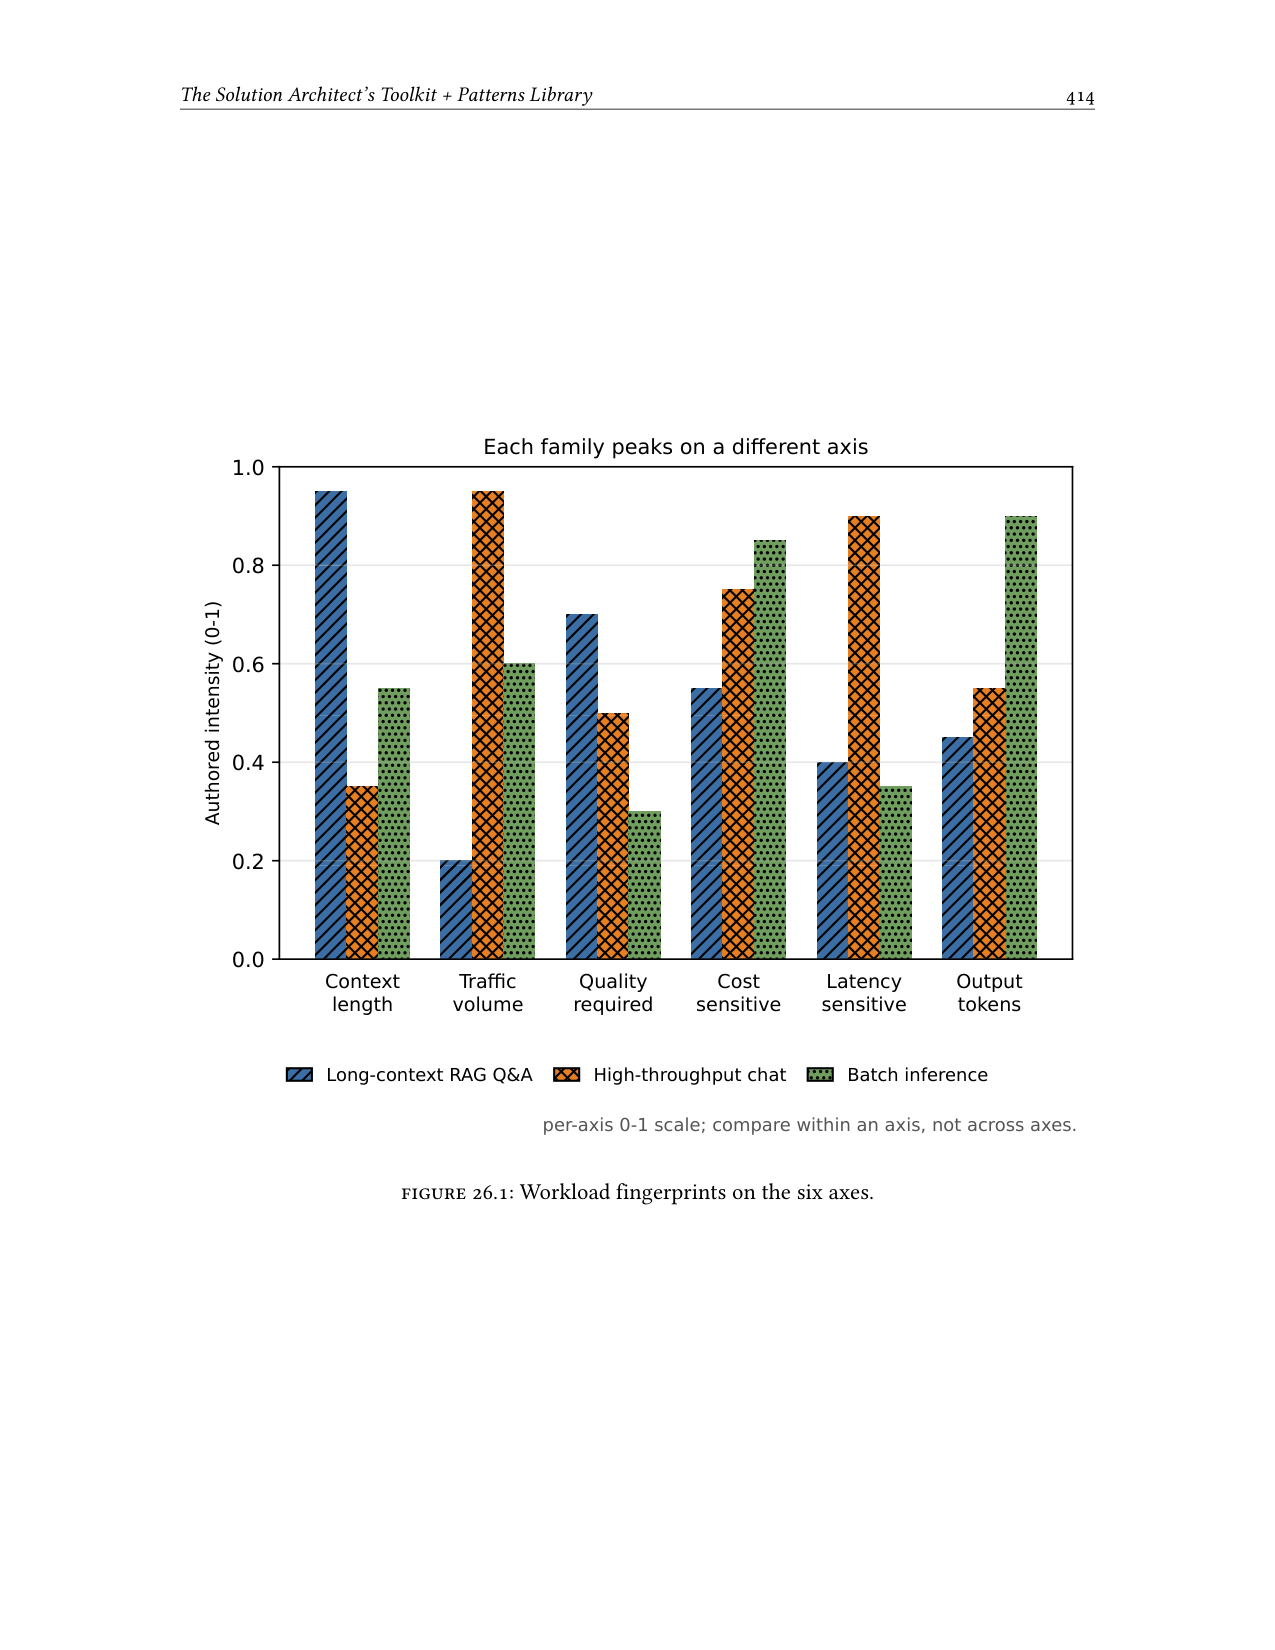 The Solution Architect's Toolkit + Patterns Library 414
Each family peaks on a different axis
1.0
0.8
0.6
0.4
0.2
0.0
Authored intensity (0-1)
Context length
Traffic volume
Quality required
Cost sensitive
Latency sensitive
Output tokens
Long-context RAG Q&A High-throughput chat Batch inference
per-axis 0-1 scale; compare within an axis, not across axes.
FIGURE 26.1: Workload fingerprints on the six axes.